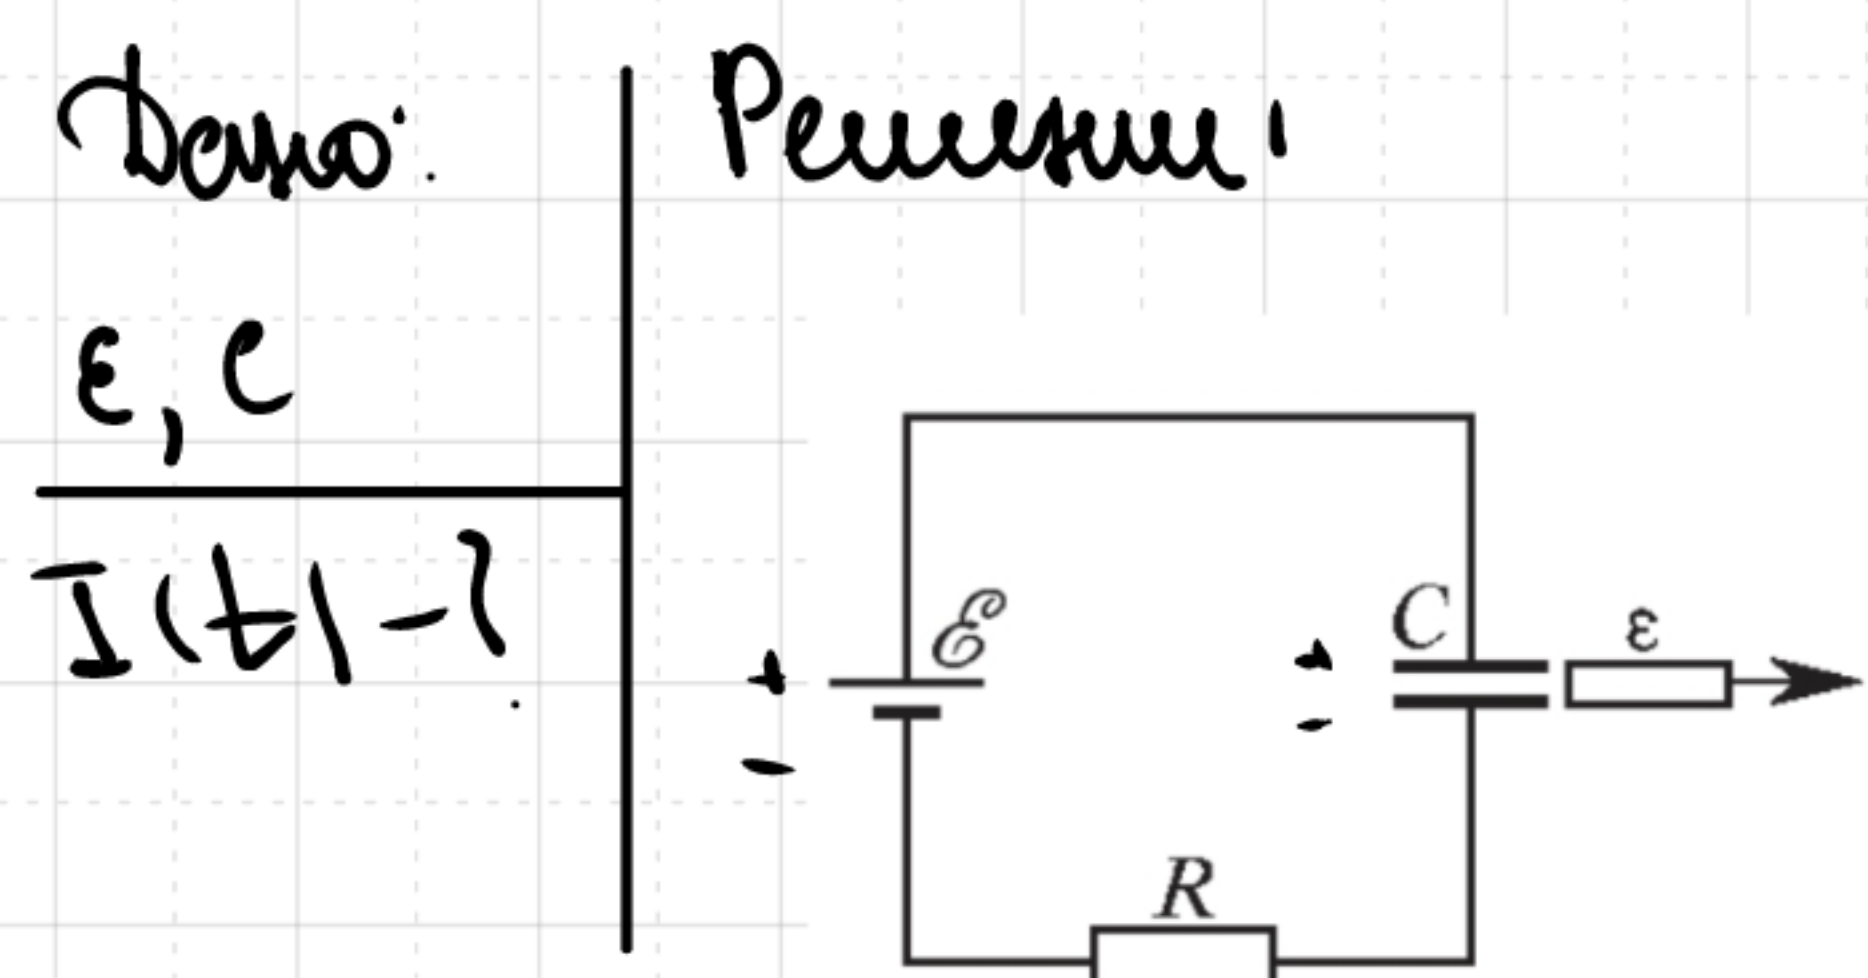 Дано:
Решение:
ε, C
I(t) - ?
ℰ
C
ε
+
-
+
-
R